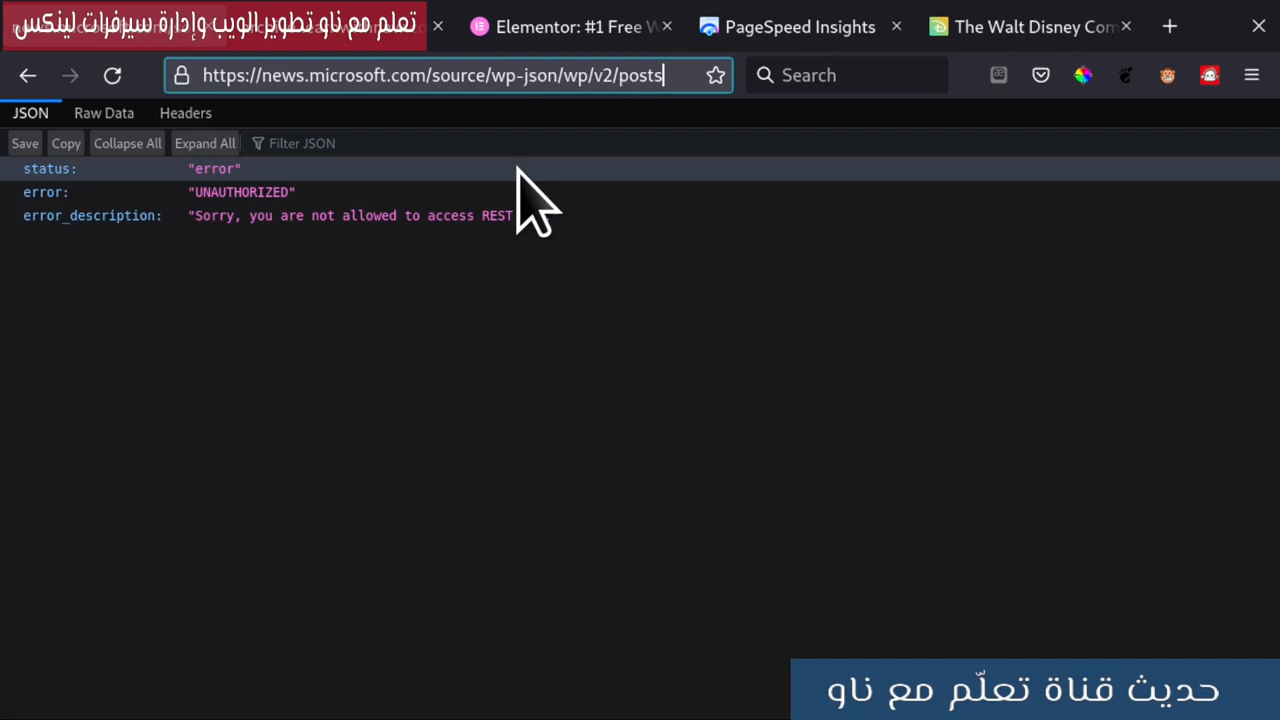 تعلم مع ناو تطوير الويب وإدارة سيرفرات لينكس
Elementor: #1 Free W
PageSpeed Insights
The Walt Disney Com
https://news.microsoft.com/source/wp-json/wp/v2/posts
Search
JSON Raw Data Headers
Save Copy Collapse All Expand All Filter JSON
status: "error"
error: "UNAUTHORIZED"
error_description: "Sorry, you are not allowed to access REST
حديث قناة تعلّم مع ناو